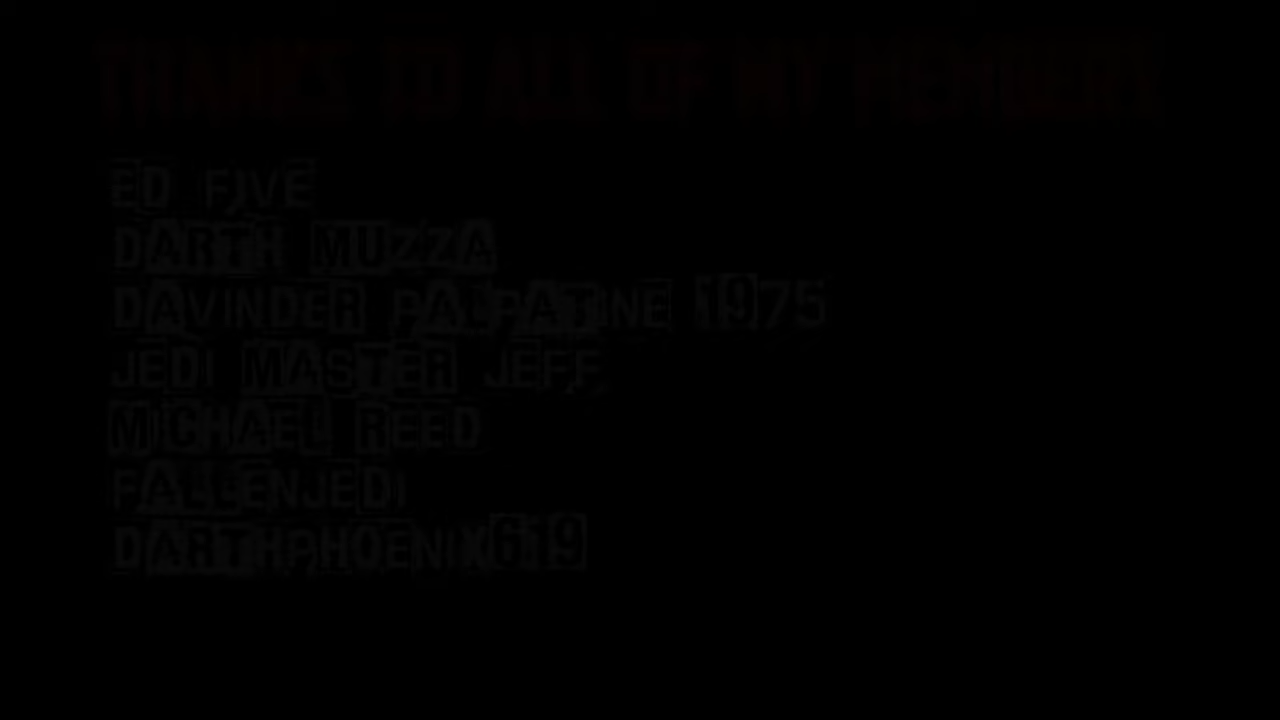 THANKS TO ALL OF MY MEMBERS
ED FIVE
DARTH MUZZA
DAVINDER PALPATINE 1975
JEDI MASTER JEFF
MICHAEL REED
FALLENJEDI
DARTHPHOENIX619